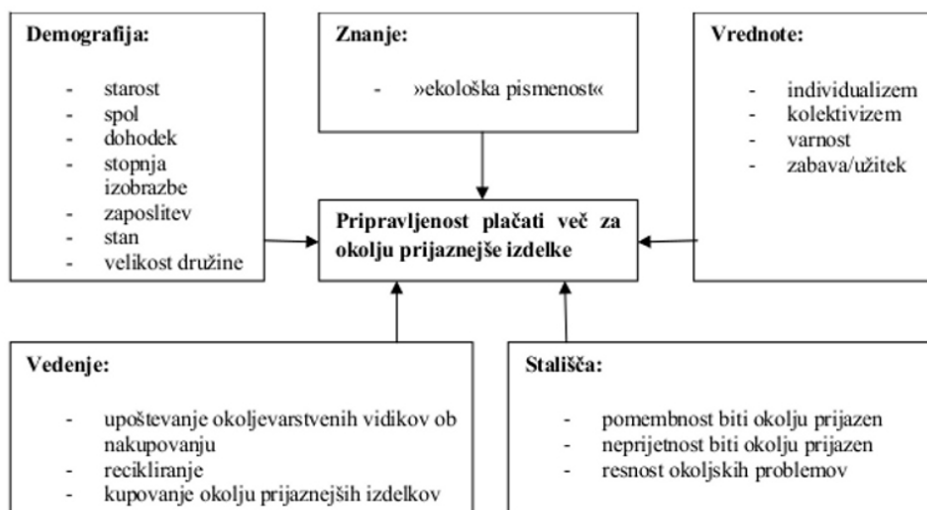 Demografija:
- starost
- spol
- dohodek
- stopnja
izobrazbe
- zaposlitev
- stan
- velikost družine
Znanje:
- »ekološka pismenost«
Vrednote:
- individualizem
- kolektivizem
- varnost
- zabava/užitek
Pripravljenost plačati več za
okolju prijaznejše izdelke
Vedenje:
- upoštevanje okoljevarstvenih vidikov ob
nakupovanju
- recikliranje
- kupovanje okolju prijaznejših izdelkov
Stališča:
- pomembnost biti okolju prijazen
- neprijetnost biti okolju prijazen
- resnost okoljskih problemov